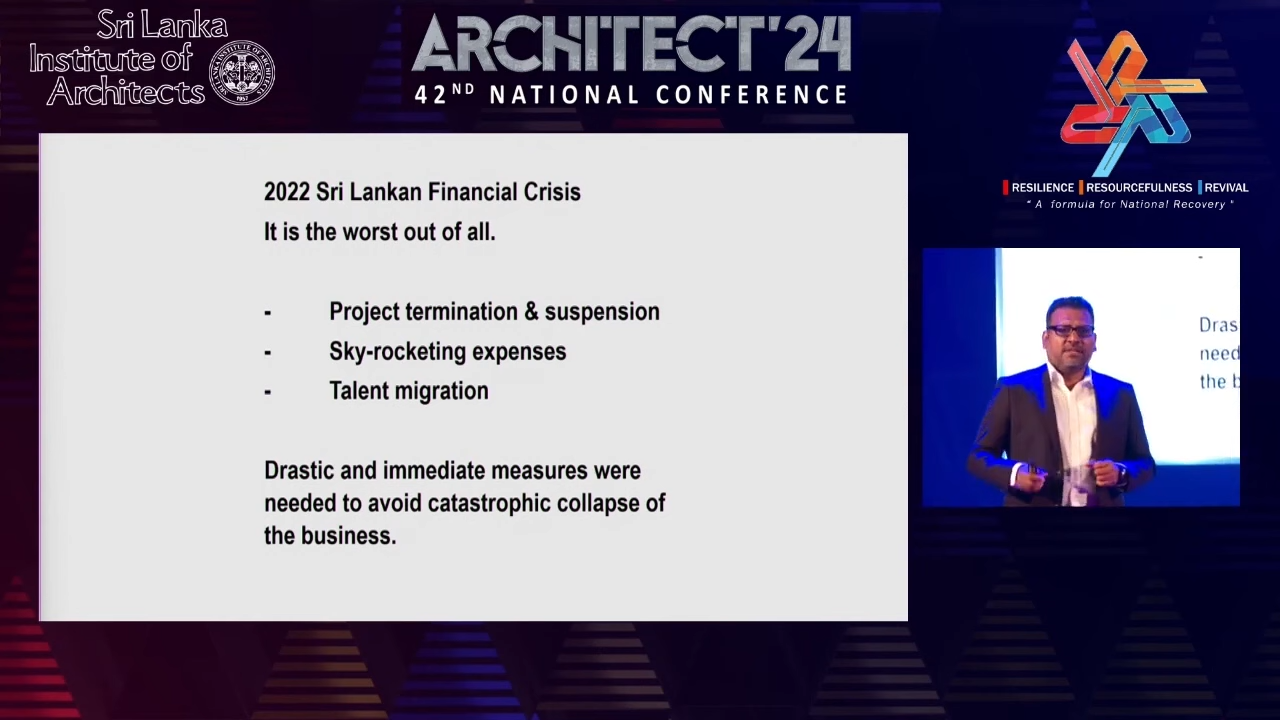 Sri Lanka
Institute of
Architects
1957
ARCHITECT'24
42ND NATIONAL CONFERENCE
RESILIENCE RESOURCEFULNESS REVIVAL
" A formula for National Recovery "
2022 Sri Lankan Financial Crisis
It is the worst out of all.
- Project termination & suspension
- Sky-rocketing expenses
- Talent migration
Drastic and immediate measures were
needed to avoid catastrophic collapse of
the business.
-
Dras
need
the b